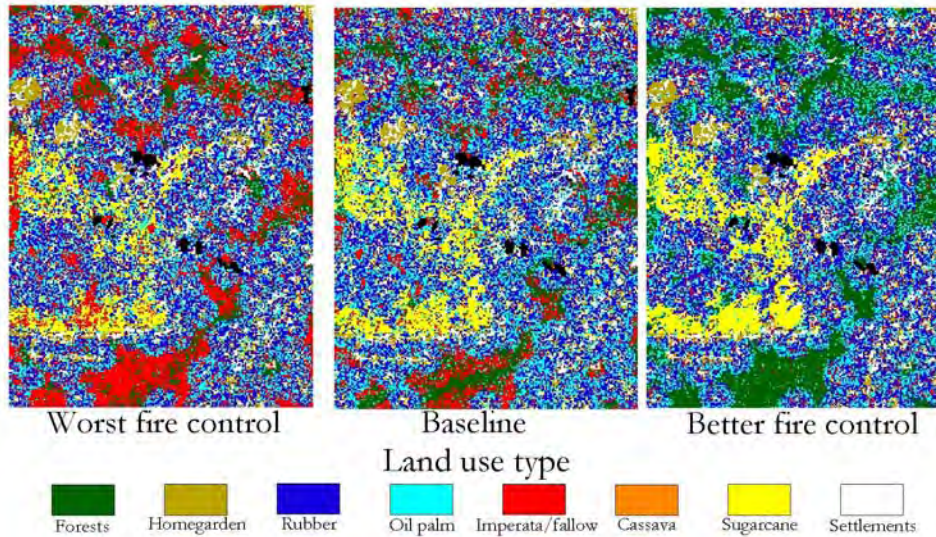 Worst fire control Baseline Better fire control
Land use type
Forests Homegarden Rubber Oil palm Imperata/fallow Cassava Sugarcane Settlements